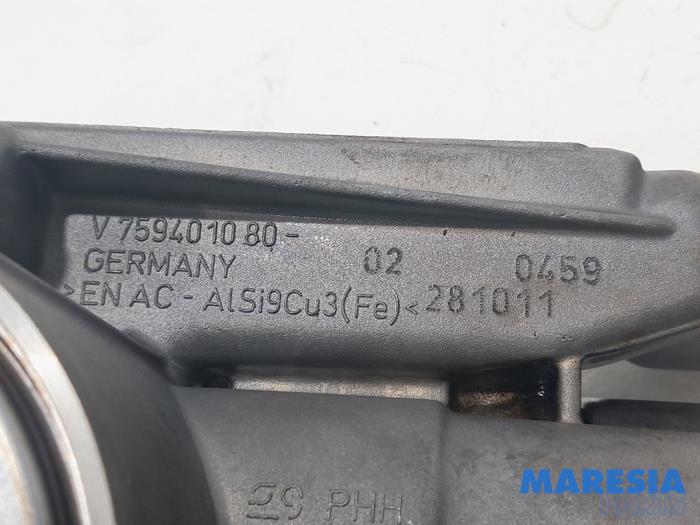 V 759401080-
GERMANY 02 0459
>EN AC - AlSi9Cu3(Fe)< 281011
PHH
MARESIA